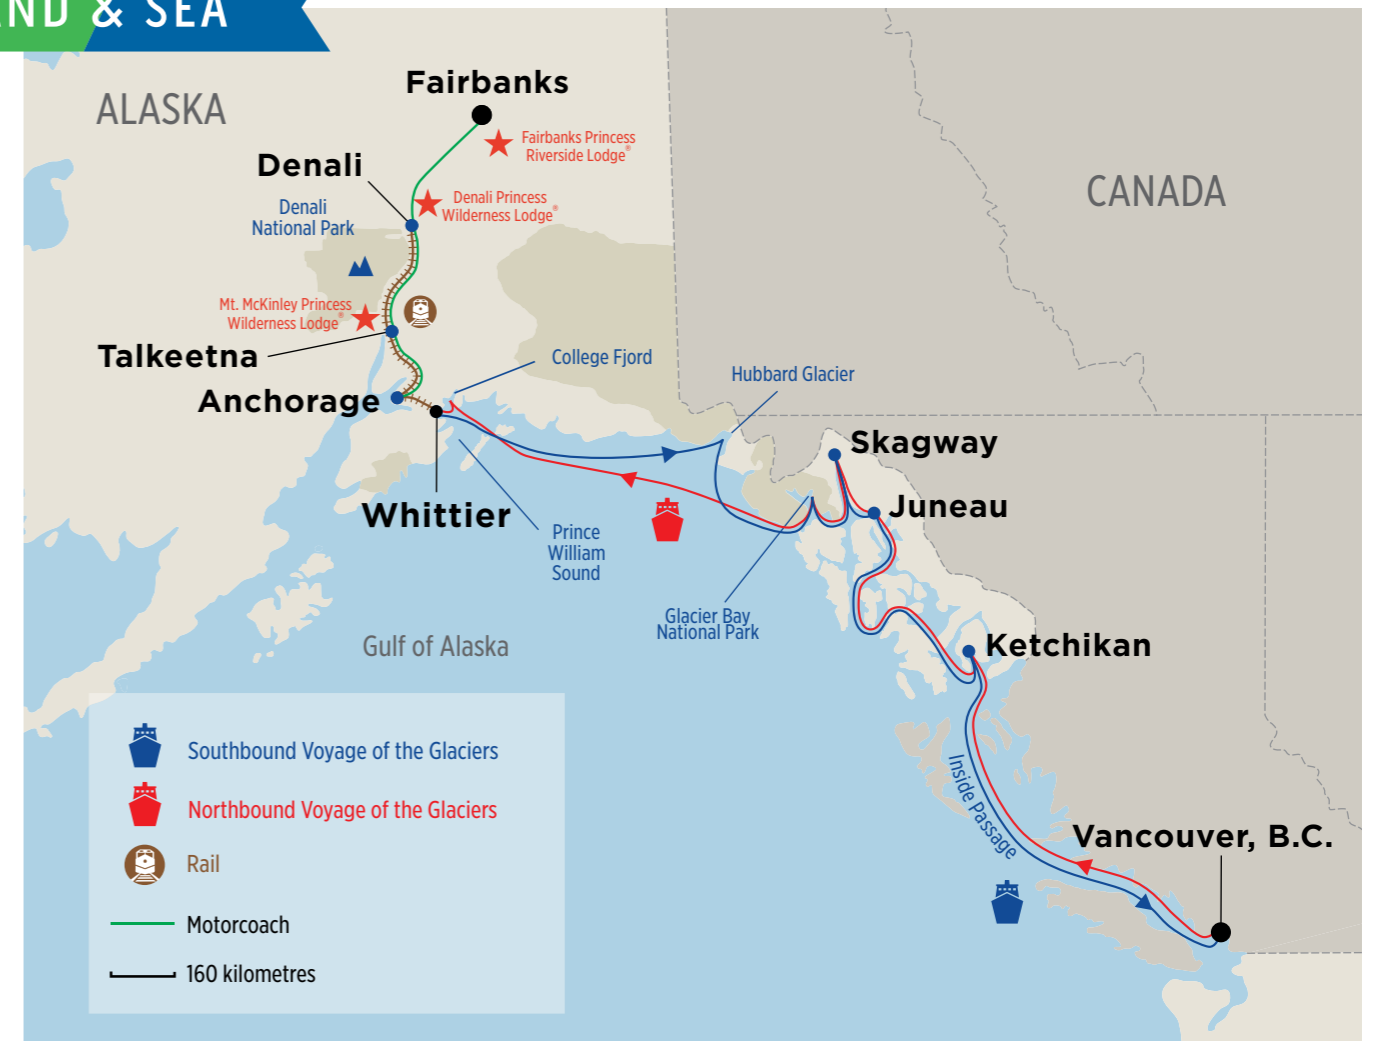 & SEA
ALASKA
Fairbanks
Fairbanks Princess
Riverside Lodge®
Denali
Denali Princess
Wilderness Lodge®
Denali
National Park
CANADA
Mt. McKinley Princess
Wilderness Lodge®
Talkeetna
College Fjord
Hubbard Glacier
Anchorage
Skagway
Whittier
Juneau
Prince
William
Sound
Glacier Bay
National Park
Gulf of Alaska
Ketchikan
Inside Passage
Vancouver, B.C.
Southbound Voyage of the Glaciers
Northbound Voyage of the Glaciers
Rail
Motorcoach
160 kilometres